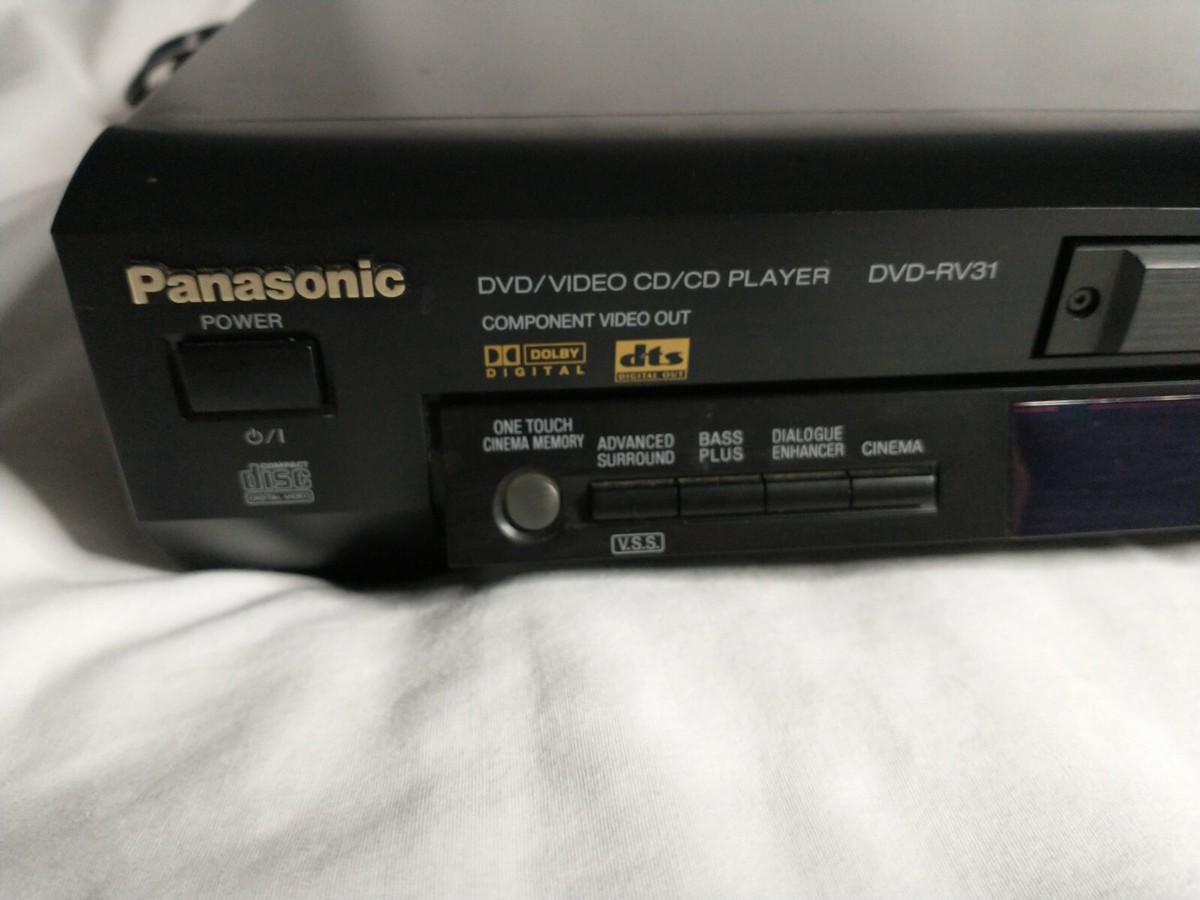 Panasonic
POWER
⏻/I
COMPACT
disc
DIGITAL VIDEO
DVD/VIDEO CD/CD PLAYER DVD-RV31
COMPONENT VIDEO OUT
DOLBY
DIGITAL
dts
DIGITAL OUT
ONE TOUCH
CINEMA MEMORY
ADVANCED
SURROUND
BASS
PLUS
DIALOGUE
ENHANCER
CINEMA
V.S.S.